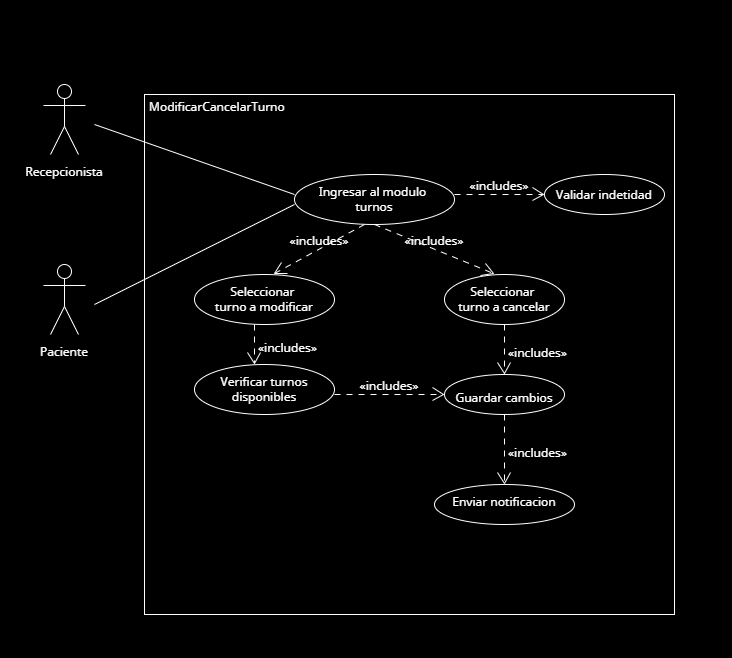 ModificarCancelarTurno
Recepcionista
Ingresar al modulo
turnos
«includes»
Validar indetidad
«includes»
«includes»
Seleccionar
turno a modificar
Seleccionar
turno a cancelar
Paciente
«includes»
«includes»
Verificar turnos
disponibles
«includes»
Guardar cambios
«includes»
Enviar notificacion